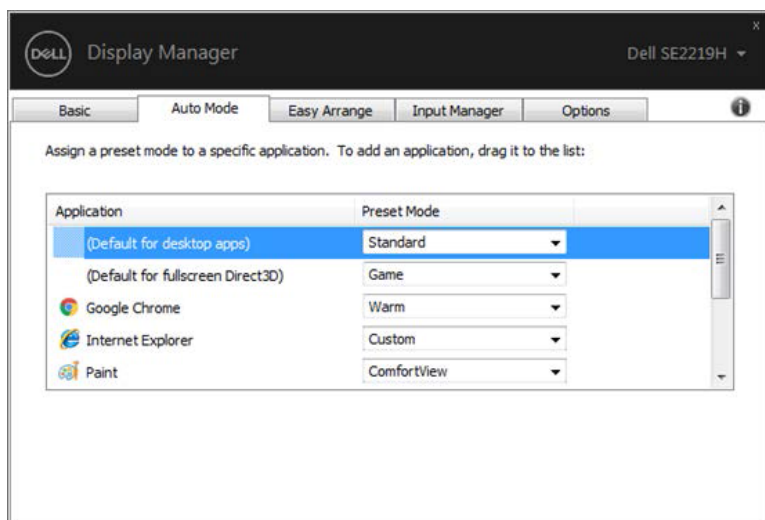 x
DELL Display Manager Dell SE2219H
Basic Auto Mode Easy Arrange Input Manager Options i
Assign a preset mode to a specific application. To add an application, drag it to the list:
Application Preset Mode
(Default for desktop apps) Standard
(Default for fullscreen Direct3D) Game
Google Chrome Warm
Internet Explorer Custom
Paint ComfortView